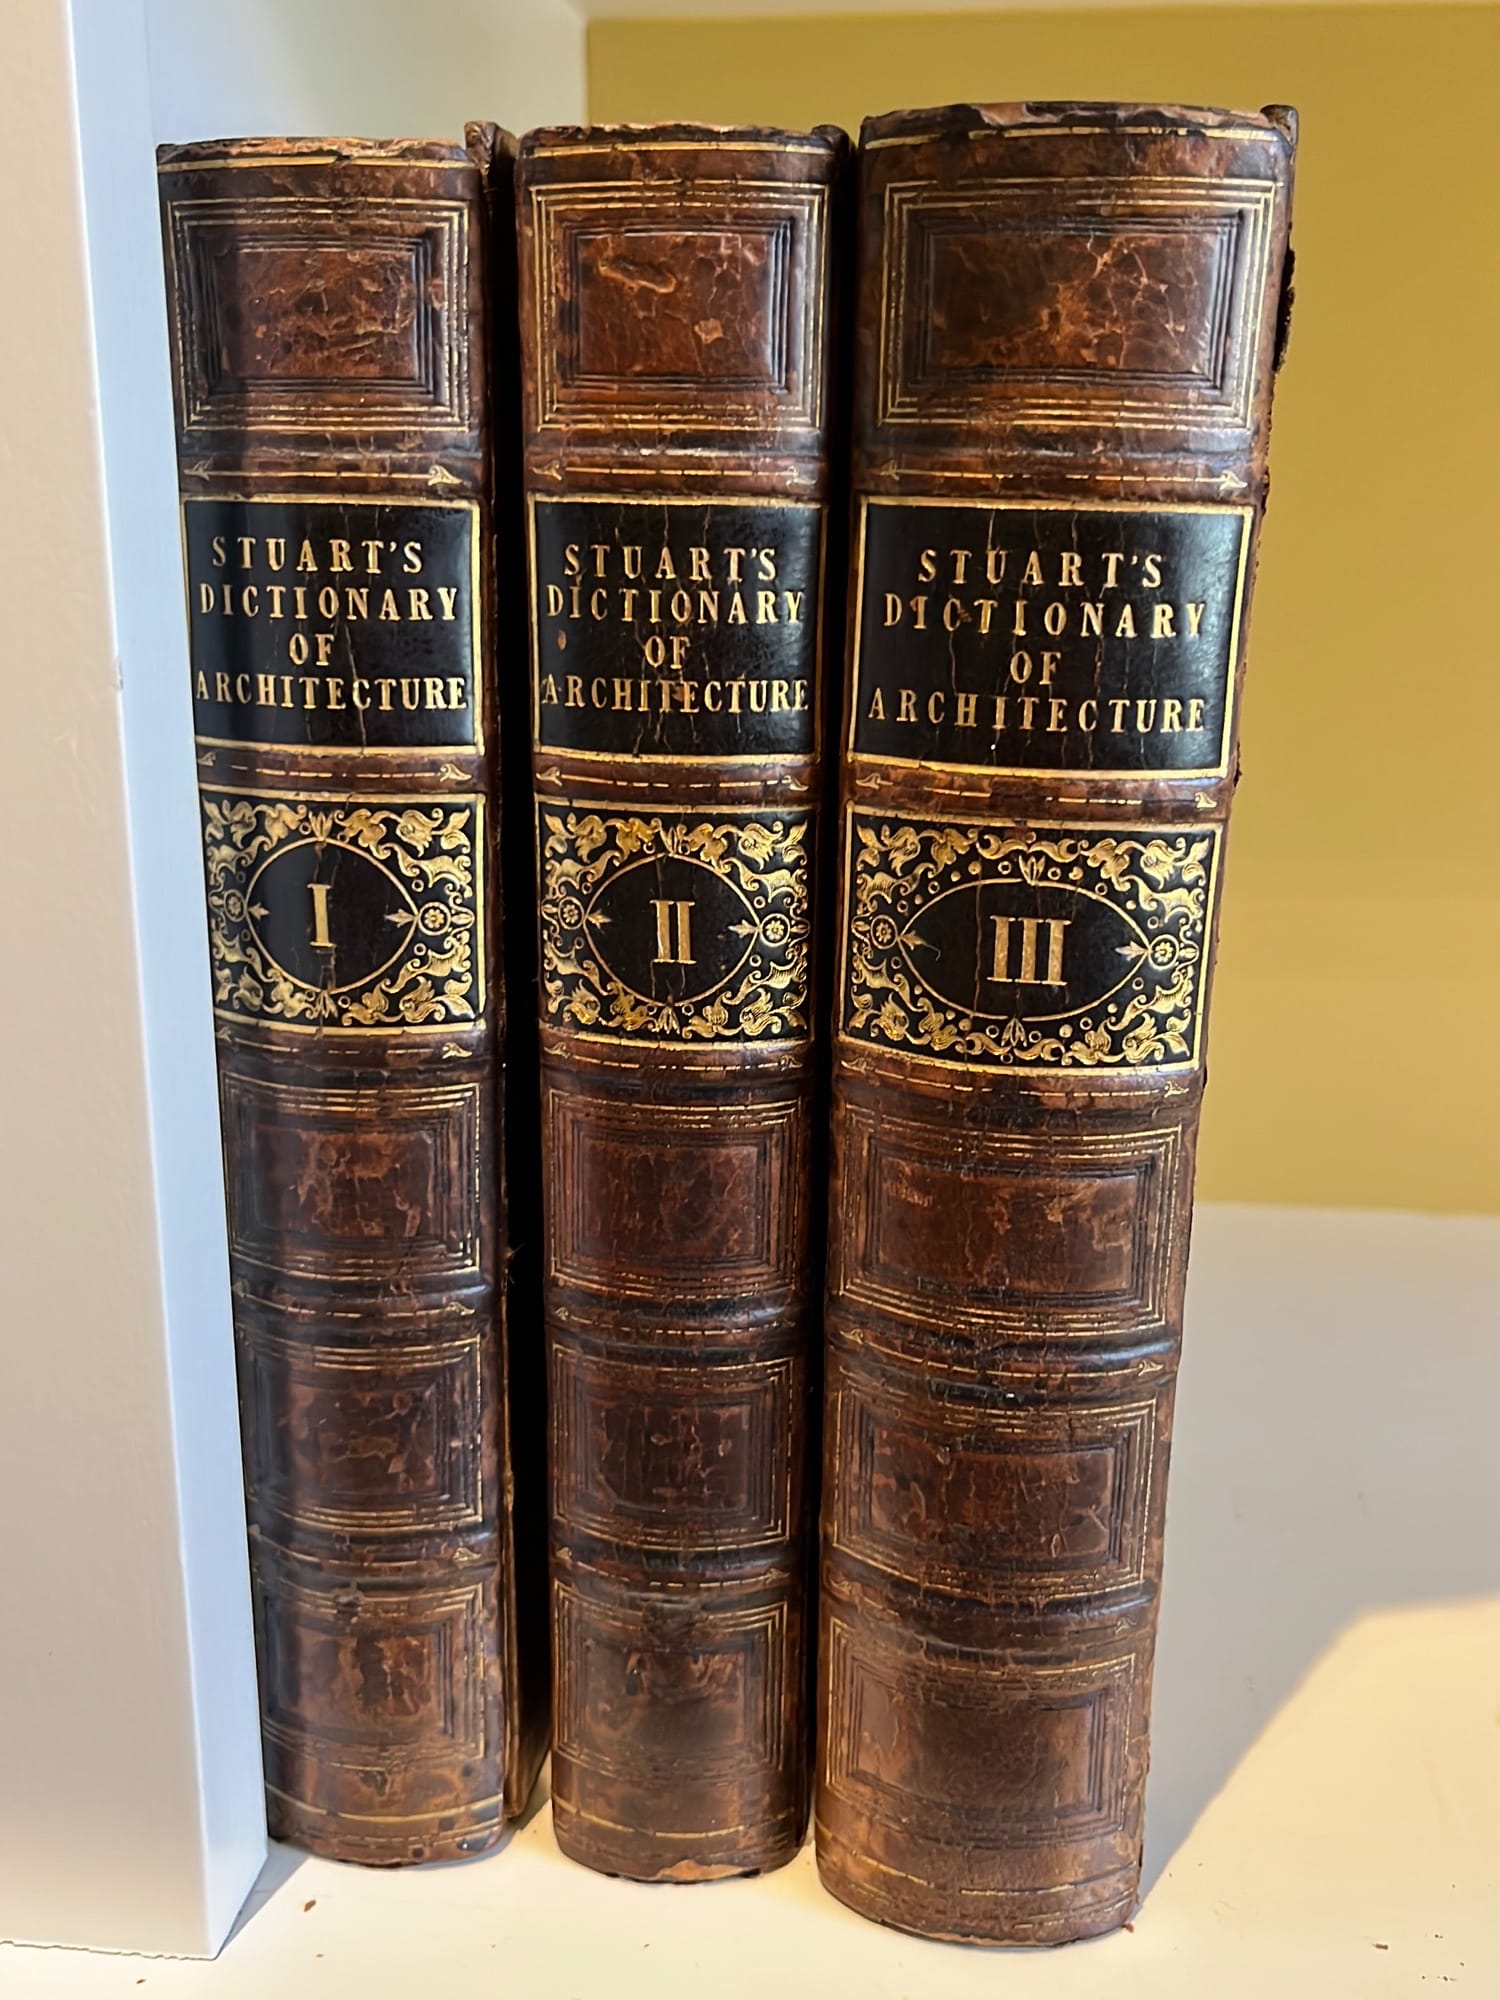 STUART'S
DICTIONARY
OF
ARCHITECTURE
I
STUART'S
DICTIONARY
OF
ARCHITECTURE
II
STUART'S
DICTIONARY
OF
ARCHITECTURE
III